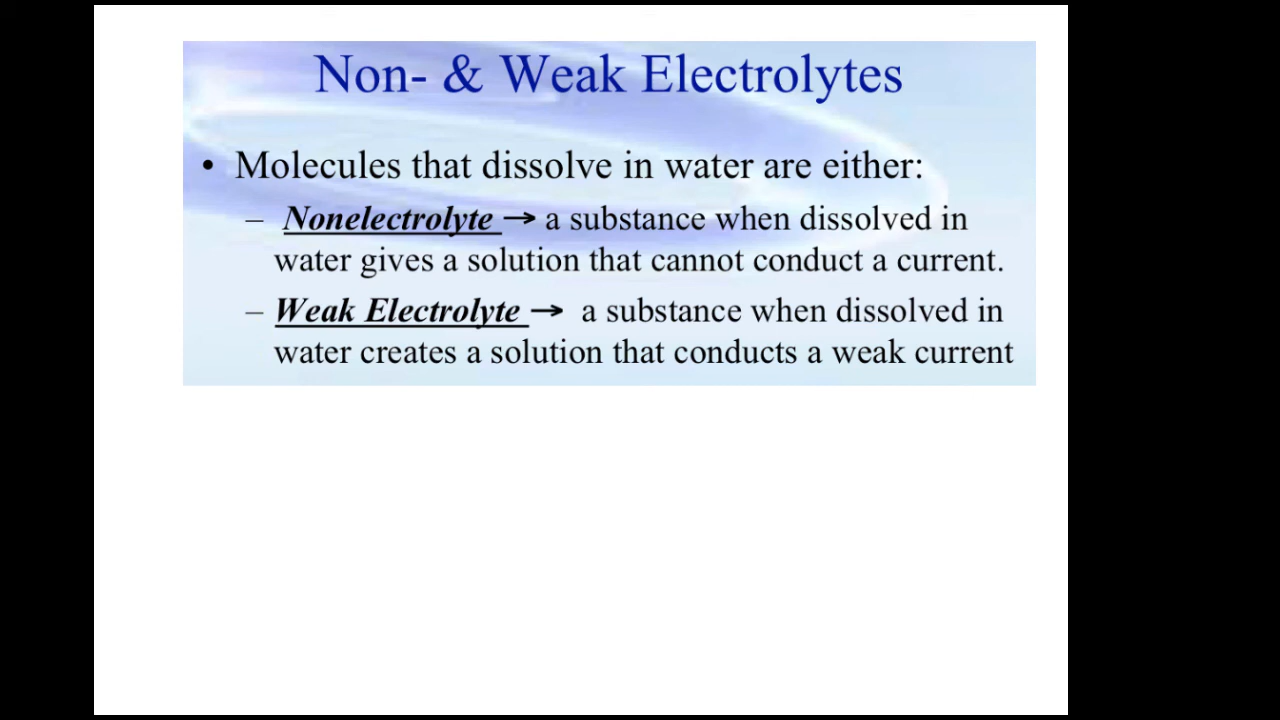 Non- & Weak Electrolytes
• Molecules that dissolve in water are either:
– Nonelectrolyte → a substance when dissolved in
water gives a solution that cannot conduct a current.
– Weak Electrolyte → a substance when dissolved in
water creates a solution that conducts a weak current